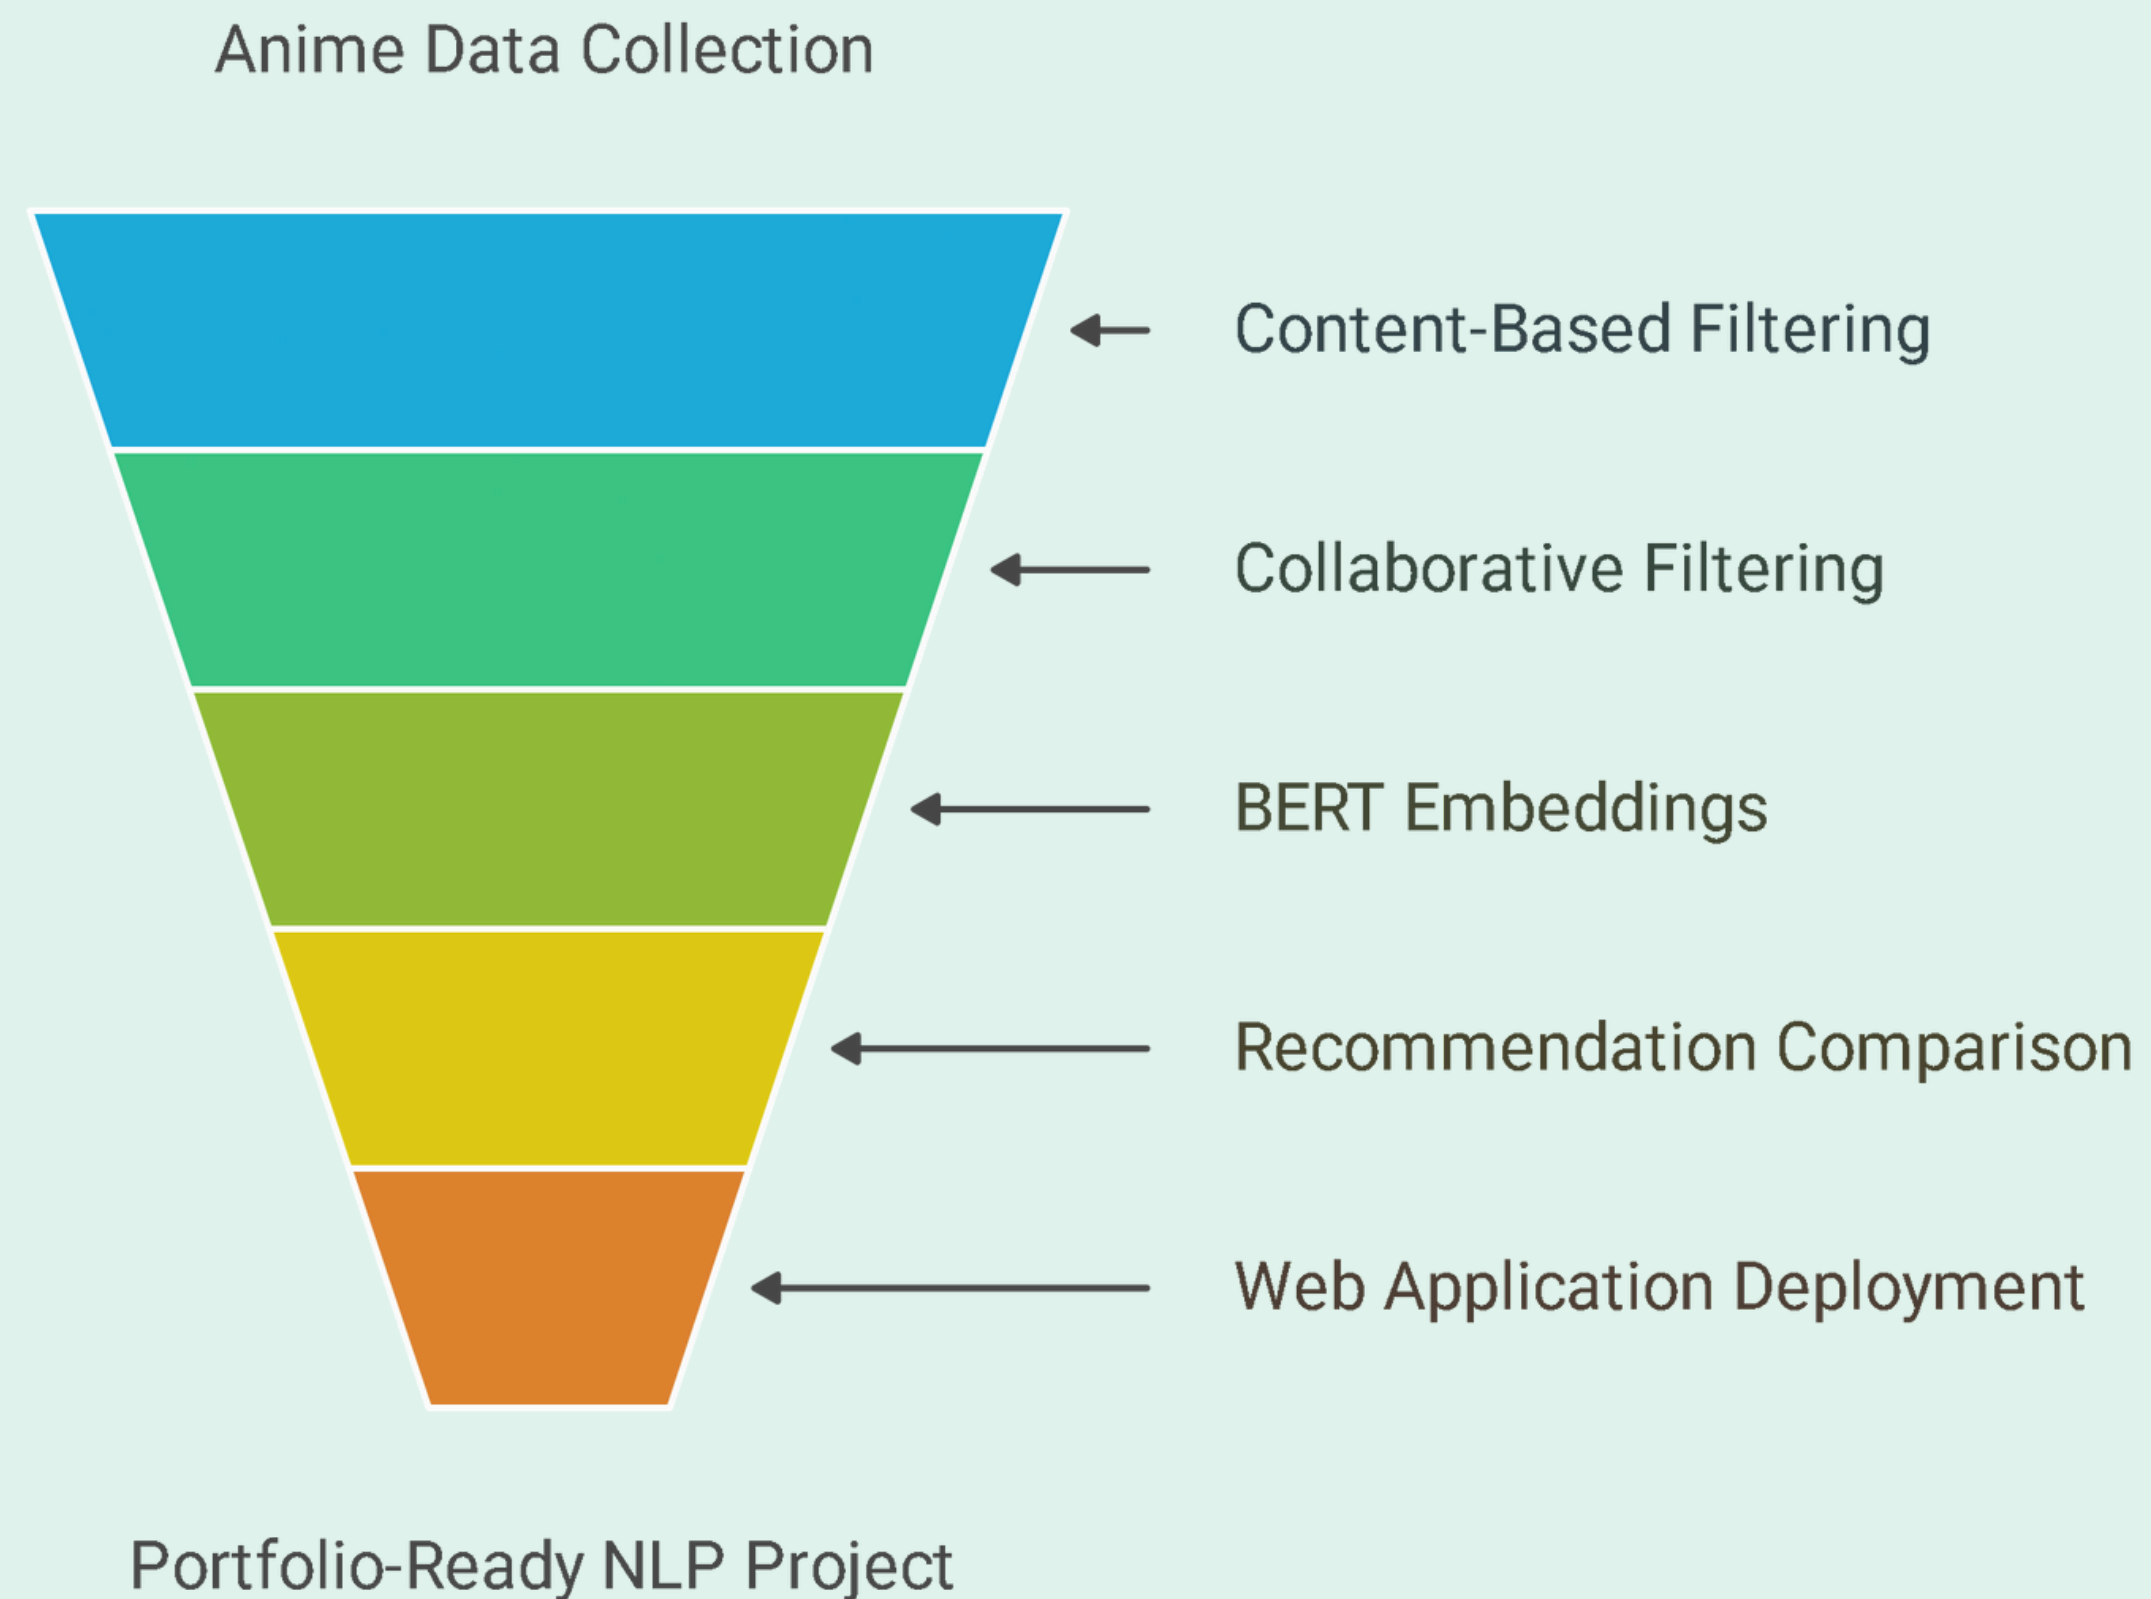 Anime Data Collection
Content-Based Filtering
Collaborative Filtering
BERT Embeddings
Recommendation Comparison
Web Application Deployment
Portfolio-Ready NLP Project